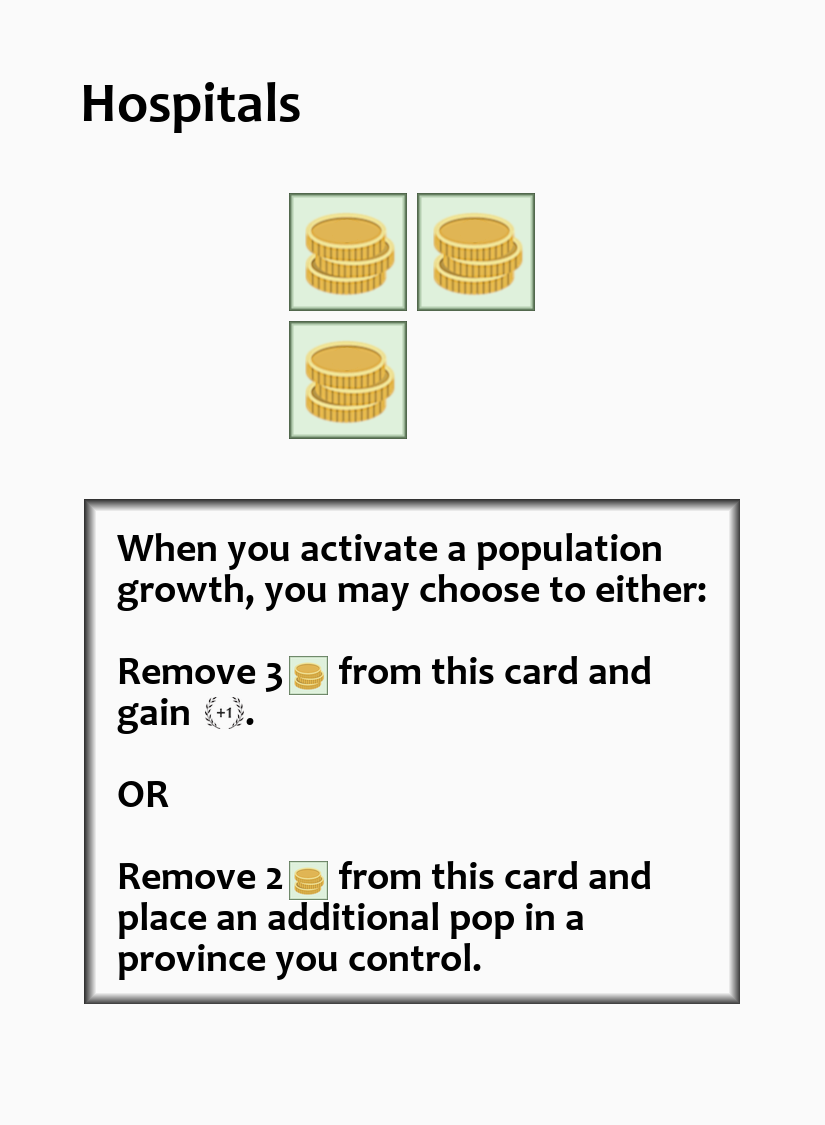 Hospitals
When you activate a population
growth, you may choose to either:
Remove 3 from this card and
gain +1.
OR
Remove 2 from this card and
place an additional pop in a
province you control.